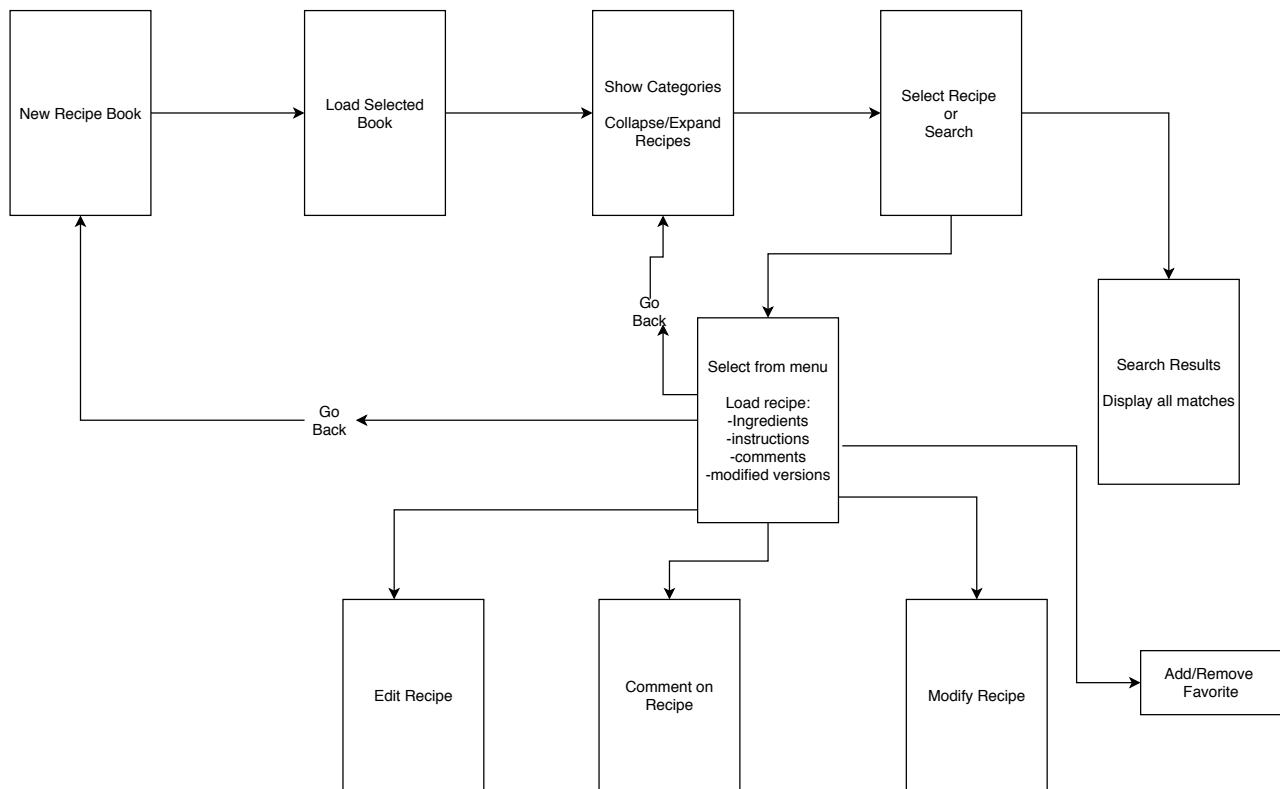 New Recipe Book
Load Selected
Book
Show Categories
Collapse/Expand
Recipes
Select Recipe
or
Search
Go
Back
Select from menu
Load recipe:
-Ingredients
-instructions
-comments
-modified versions
Search Results
Display all matches
Go
Back
Edit Recipe
Comment on
Recipe
Modify Recipe
Add/Remove
Favorite